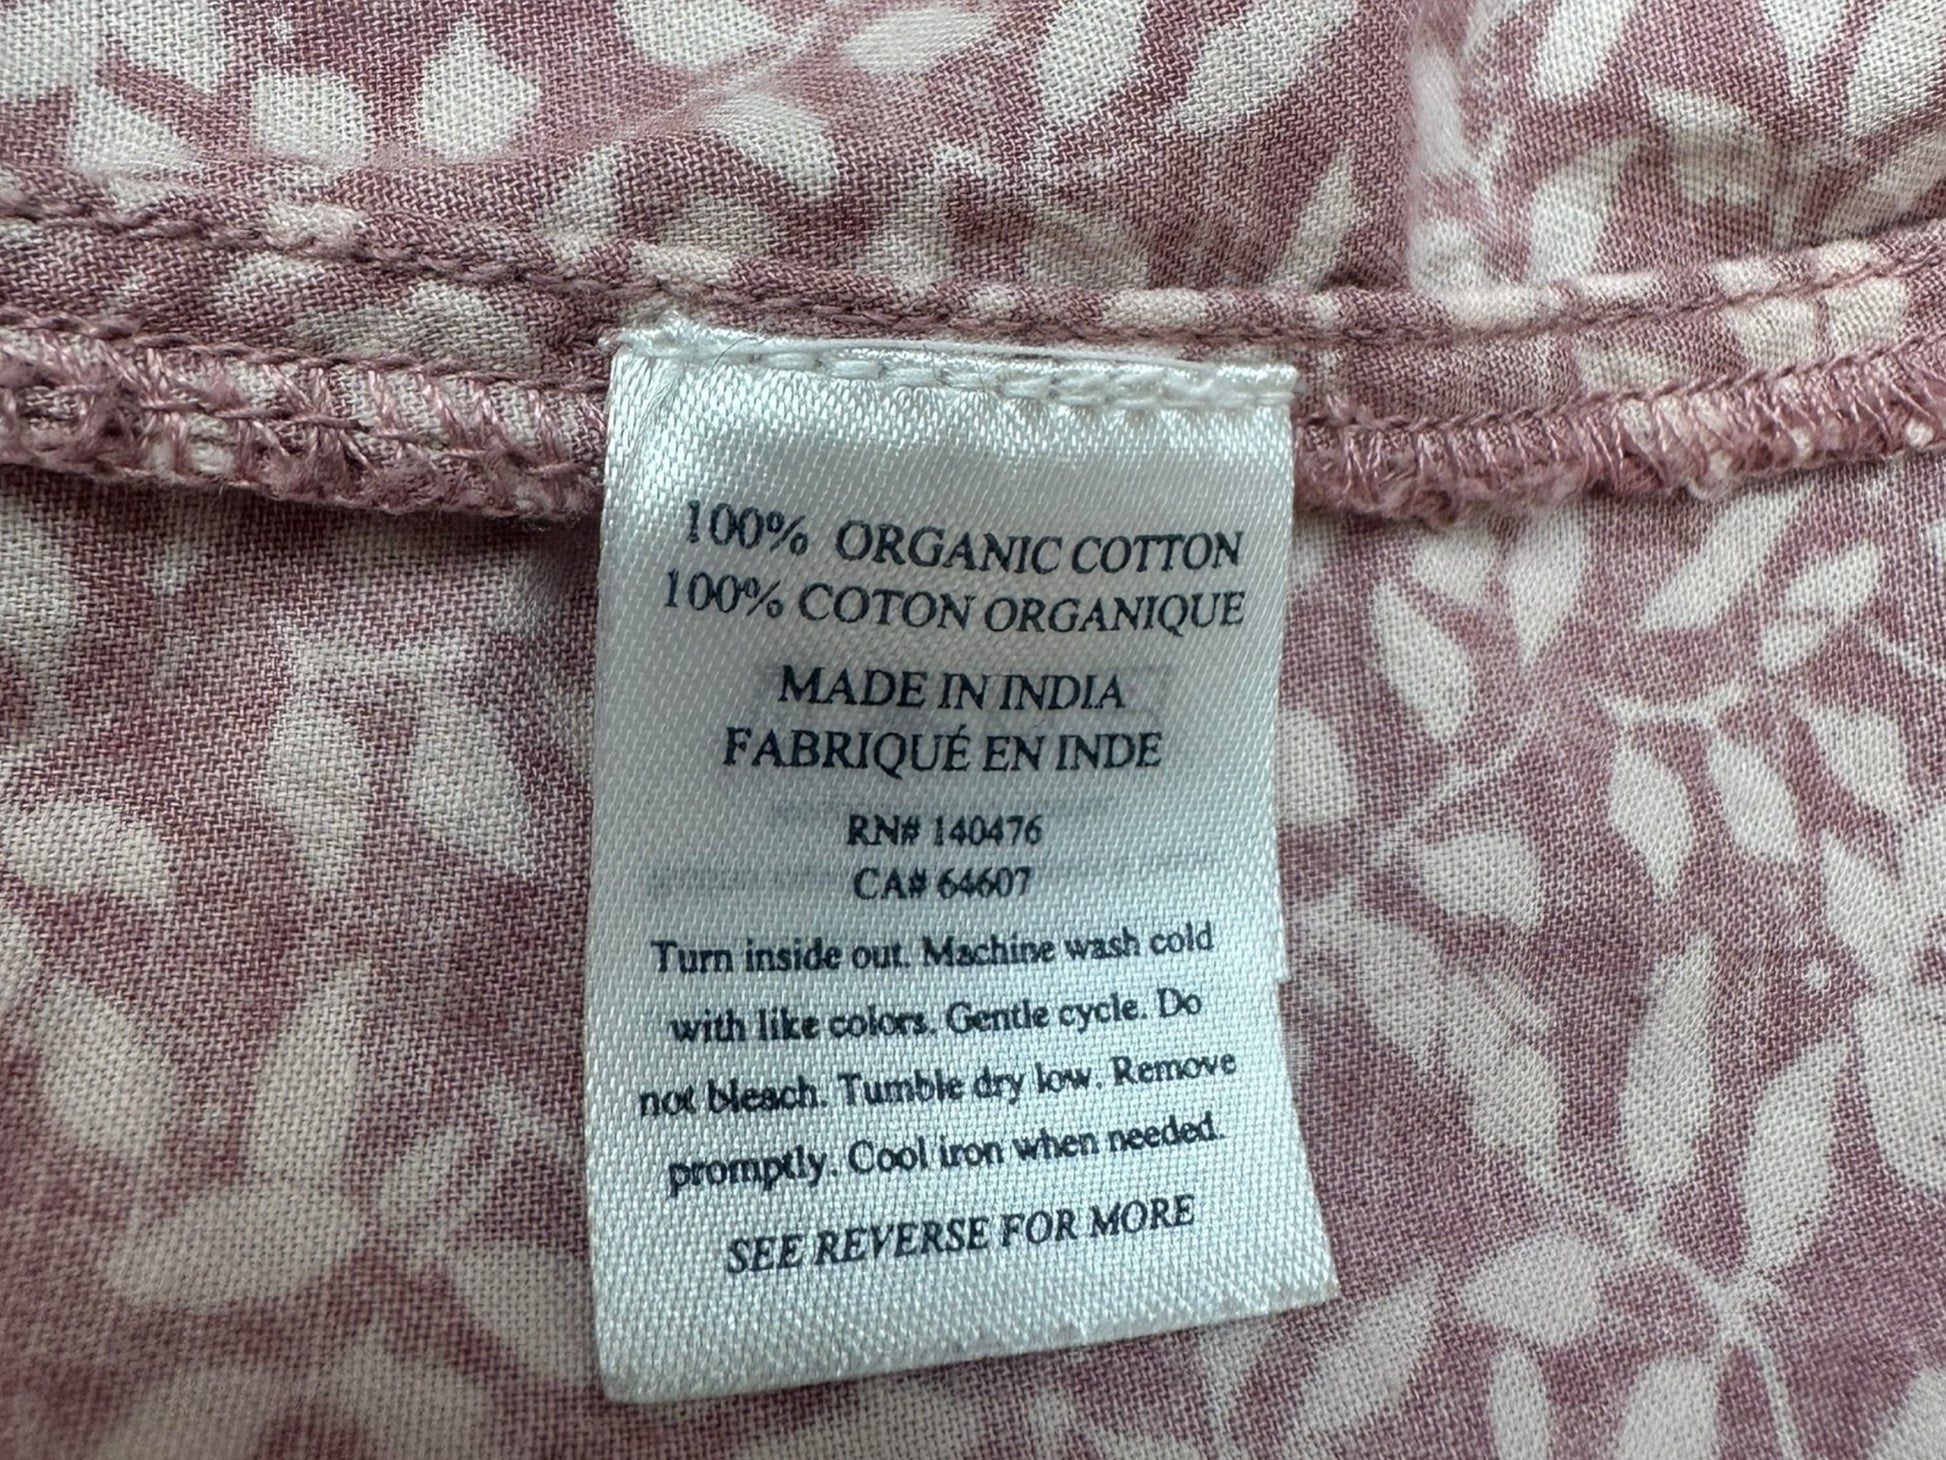 100% ORGANIC COTTON
100% COTON ORGANIQUE
MADE IN INDIA
FABRIQUÉ EN INDE
RN# 140476
CA# 64607
Turn inside out. Machine wash cold
with like colors. Gentle cycle. Do
not bleach. Tumble dry low. Remove
promptly. Cool iron when needed.
SEE REVERSE FOR MORE